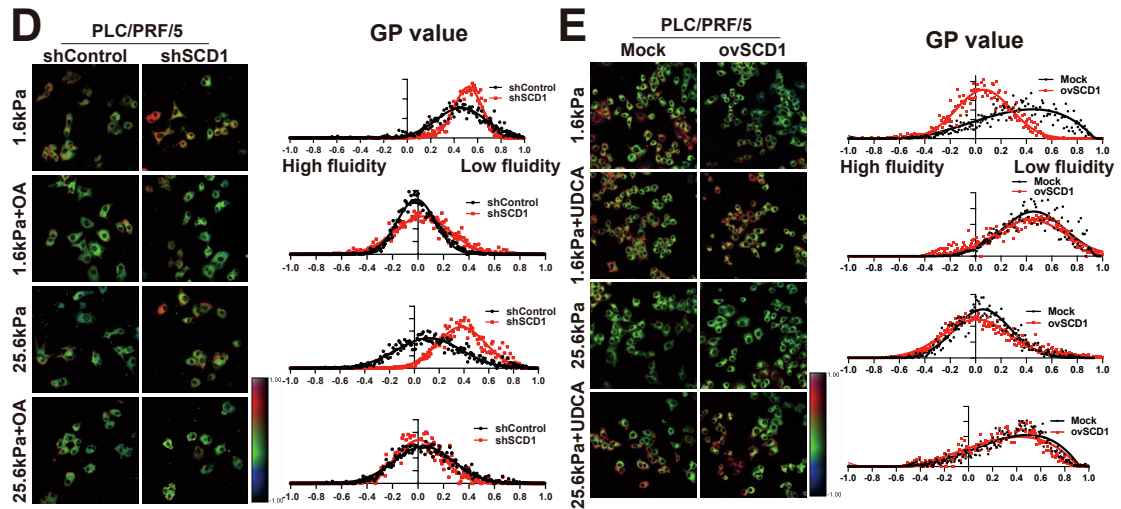 D
PLC/PRF/5
shControl shSCD1
GP value
1.6kPa
shControl
shSCD1
-1.0 -0.8 -0.6 -0.4 -0.2 0.0 0.2 0.4 0.6 0.8 1.0
High fluidity Low fluidity
1.6kPa+OA
shControl
shSCD1
-1.0 -0.8 -0.6 -0.4 -0.2 0.0 0.2 0.4 0.6 0.8 1.0
25.6kPa
shControl
shSCD1
-1.0 -0.8 -0.6 -0.4 -0.2 0.0 0.2 0.4 0.6 0.8 1.0
25.6kPa+OA
1.00
-1.00
shControl
shSCD1
-1.0 -0.8 -0.6 -0.4 -0.2 0.0 0.2 0.4 0.6 0.8 1.0
E
PLC/PRF/5
Mock ovSCD1
GP value
1.6kPa
Mock
ovSCD1
-1.0 -0.8 -0.6 -0.4 -0.2 0.0 0.2 0.4 0.6 0.8 1.0
High fluidity Low fluidity
1.6kPa+UDCA
Mock
ovSCD1
-1.0 -0.8 -0.6 -0.4 -0.2 0.0 0.2 0.4 0.6 0.8 1.0
25.6kPa
Mock
ovSCD1
-1.0 -0.8 -0.6 -0.4 -0.2 0.0 0.2 0.4 0.6 0.8 1.0
25.6kPa+UDCA
1.00
-1.00
Mock
ovSCD1
-1.0 -0.8 -0.6 -0.4 -0.2 0.0 0.2 0.4 0.6 0.8 1.0